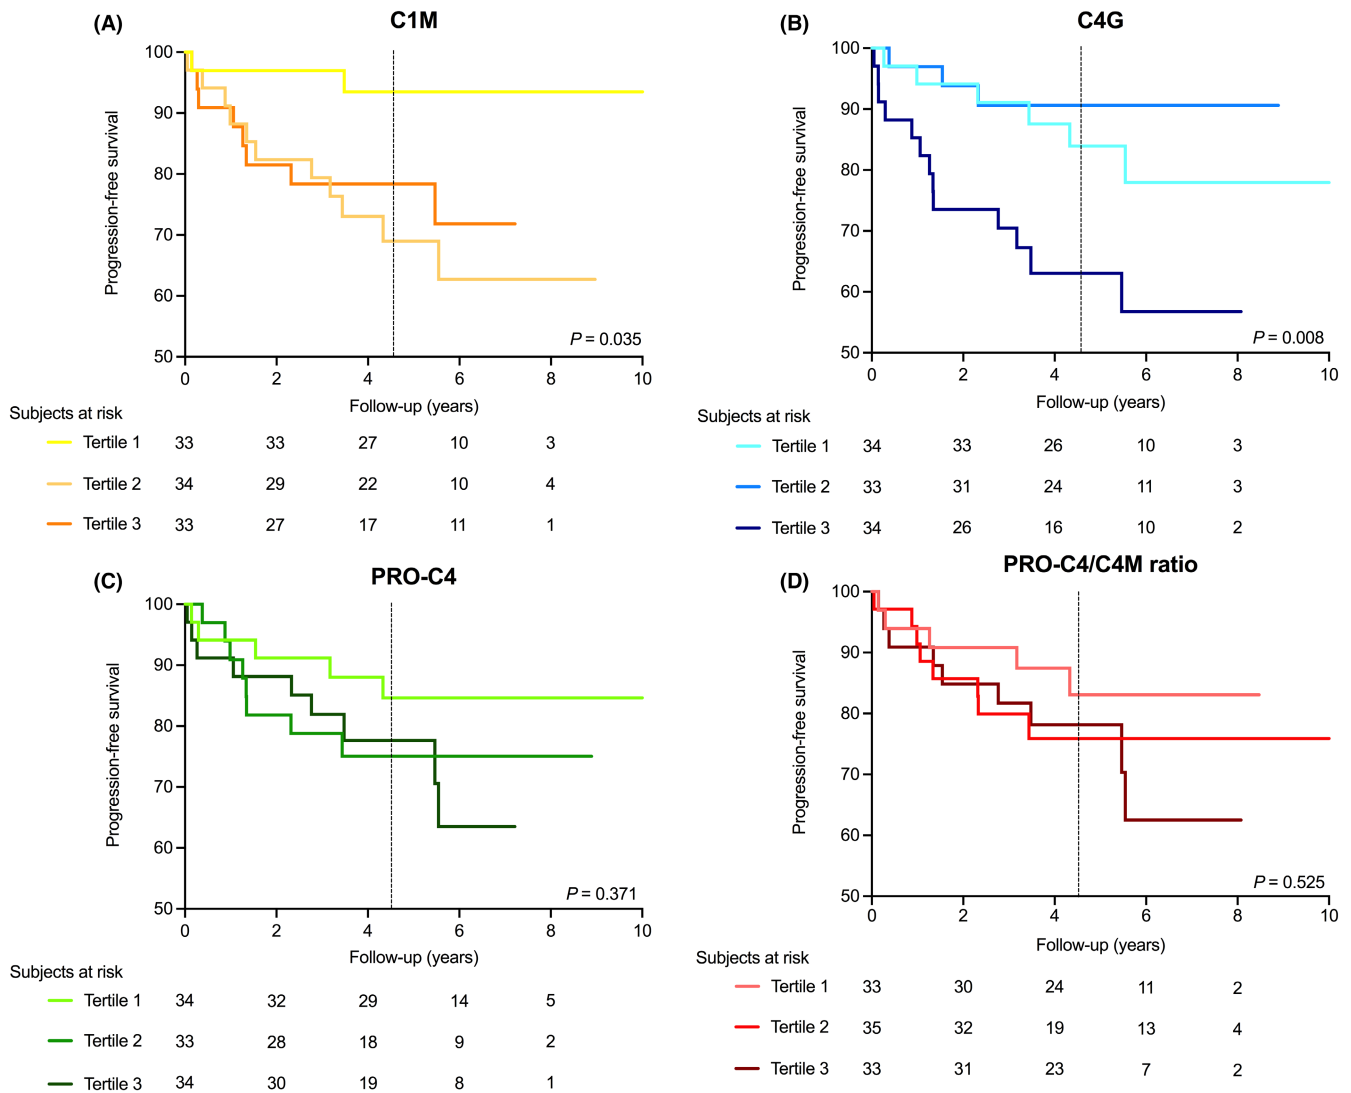 (A) C1M
100
90
80
70
60
50
Progression-free survival
P = 0.035
0 2 4 6 8 10
Follow-up (years)
Subjects at risk
Tertile 1 33 33 27 10 3
Tertile 2 34 29 22 10 4
Tertile 3 33 27 17 11 1
(B) C4G
100
90
80
70
60
50
Progression-free survival
P = 0.008
0 2 4 6 8 10
Follow-up (years)
Subjects at risk
Tertile 1 34 33 26 10 3
Tertile 2 33 31 24 11 3
Tertile 3 34 26 16 10 2
(C) PRO-C4
100
90
80
70
60
50
Progression-free survival
P = 0.371
0 2 4 6 8 10
Follow-up (years)
Subjects at risk
Tertile 1 34 32 29 14 5
Tertile 2 33 28 18 9 2
Tertile 3 34 30 19 8 1
(D) PRO-C4/C4M ratio
100
90
80
70
60
50
Progression-free survival
P = 0.525
0 2 4 6 8 10
Follow-up (years)
Subjects at risk
Tertile 1 33 30 24 11 2
Tertile 2 35 32 19 13 4
Tertile 3 33 31 23 7 2